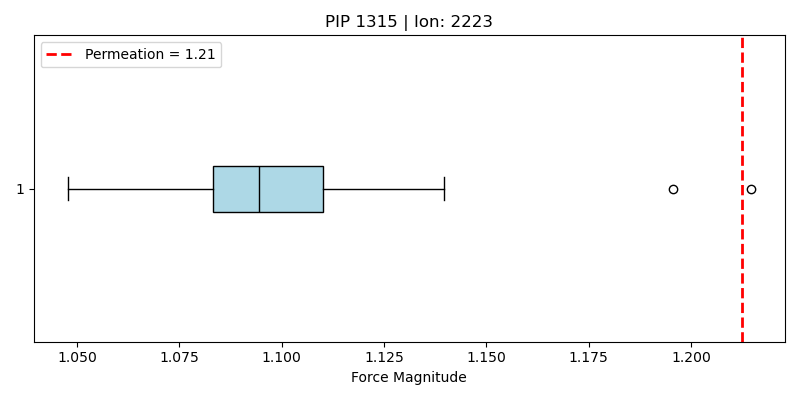 PIP 1315 | lon: 2223
Permeation = 1.21
1
1.050 1.075 1.100 1.125 1.150 1.175 1.200
Force Magnitude